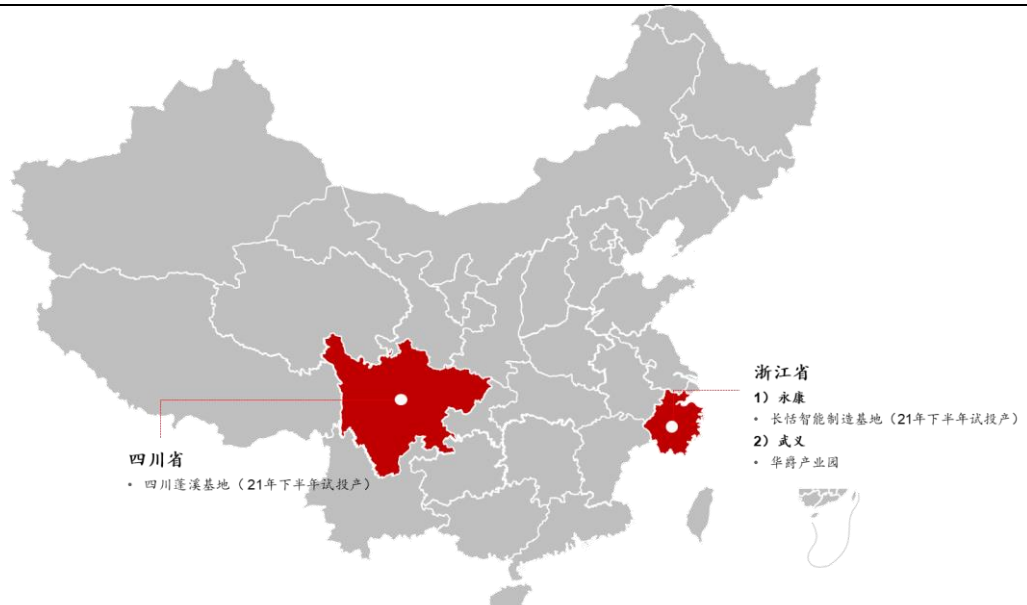 浙江省
1）永康
• 长恬智能制造基地（21年下半年试投产）
2）武义
• 华爵产业园
四川省
• 四川蓬溪基地（21年下半年试投产）